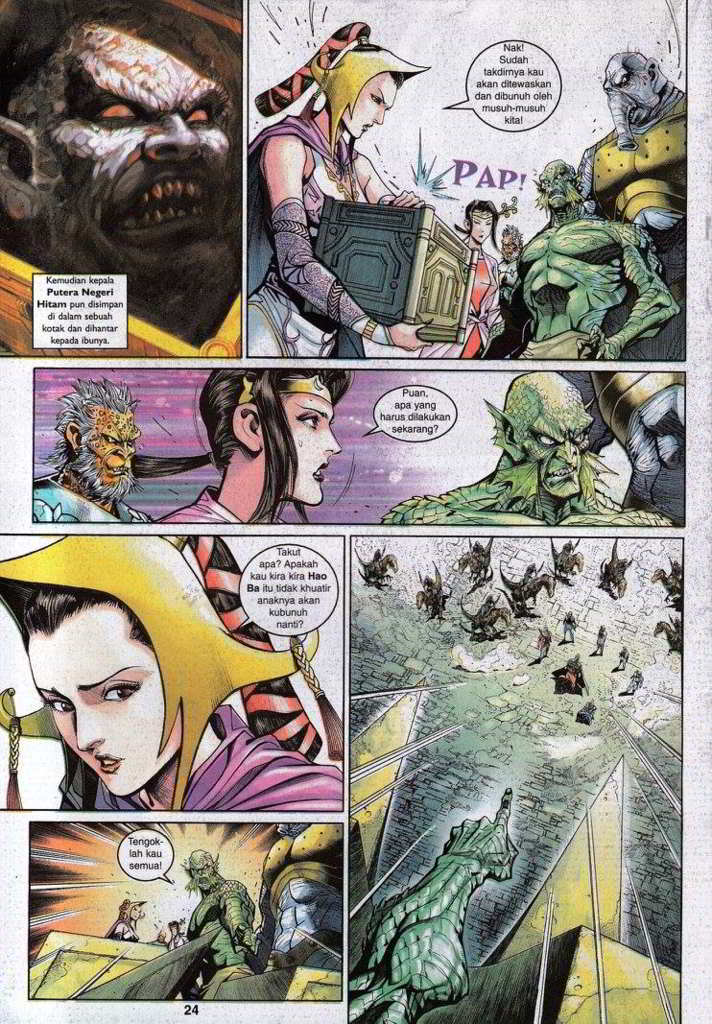 Kemudian kepala
Putera Negeri
Hitam pun disimpan
di dalam sebuah
kotak dan dihantar
kepada ibunya.
Nak!
Sudah
takdirnya kau
akan ditewaskan
dan dibunuh oleh
musuh-musuh
kita!
PAP!
Puan,
apa yang
harus dilakukan
sekarang?
Takut
apa? Apakah
kau kira kira Hao
Ba itu tidak khuatir
anaknya akan
kubunuh
nanti?
Tengok-
lah kau
semua!
24